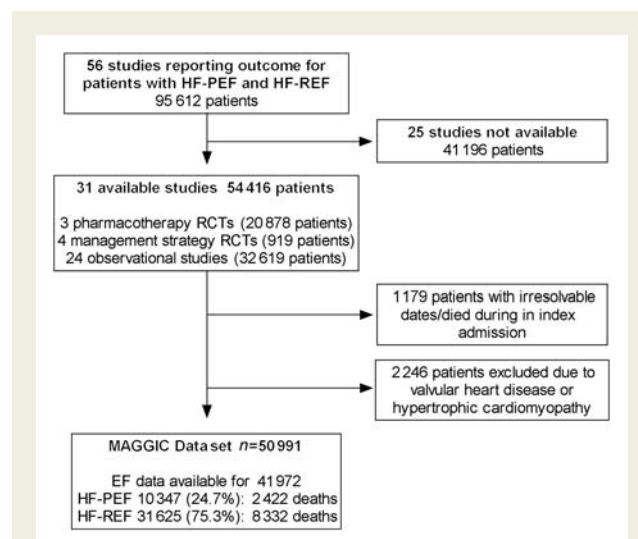 56 studies reporting outcome for
patients with HF-PEF and HF-REF
95 612 patients
25 studies not available
41 196 patients
31 available studies 54 416 patients
3 pharmacotherapy RCTs (20 878 patients)
4 management strategy RCTs (919 patients)
24 observational studies (32 619 patients)
1179 patients with irresolvable
dates/died during in index
admission
2 246 patients excluded due to
valvular heart disease or
hypertrophic cardiomyopathy
MAGGIC Data set n=50 991
EF data available for 41 972
HF-PEF 10 347 (24.7%): 2 422 deaths
HF-REF 31 625 (75.3%): 8 332 deaths